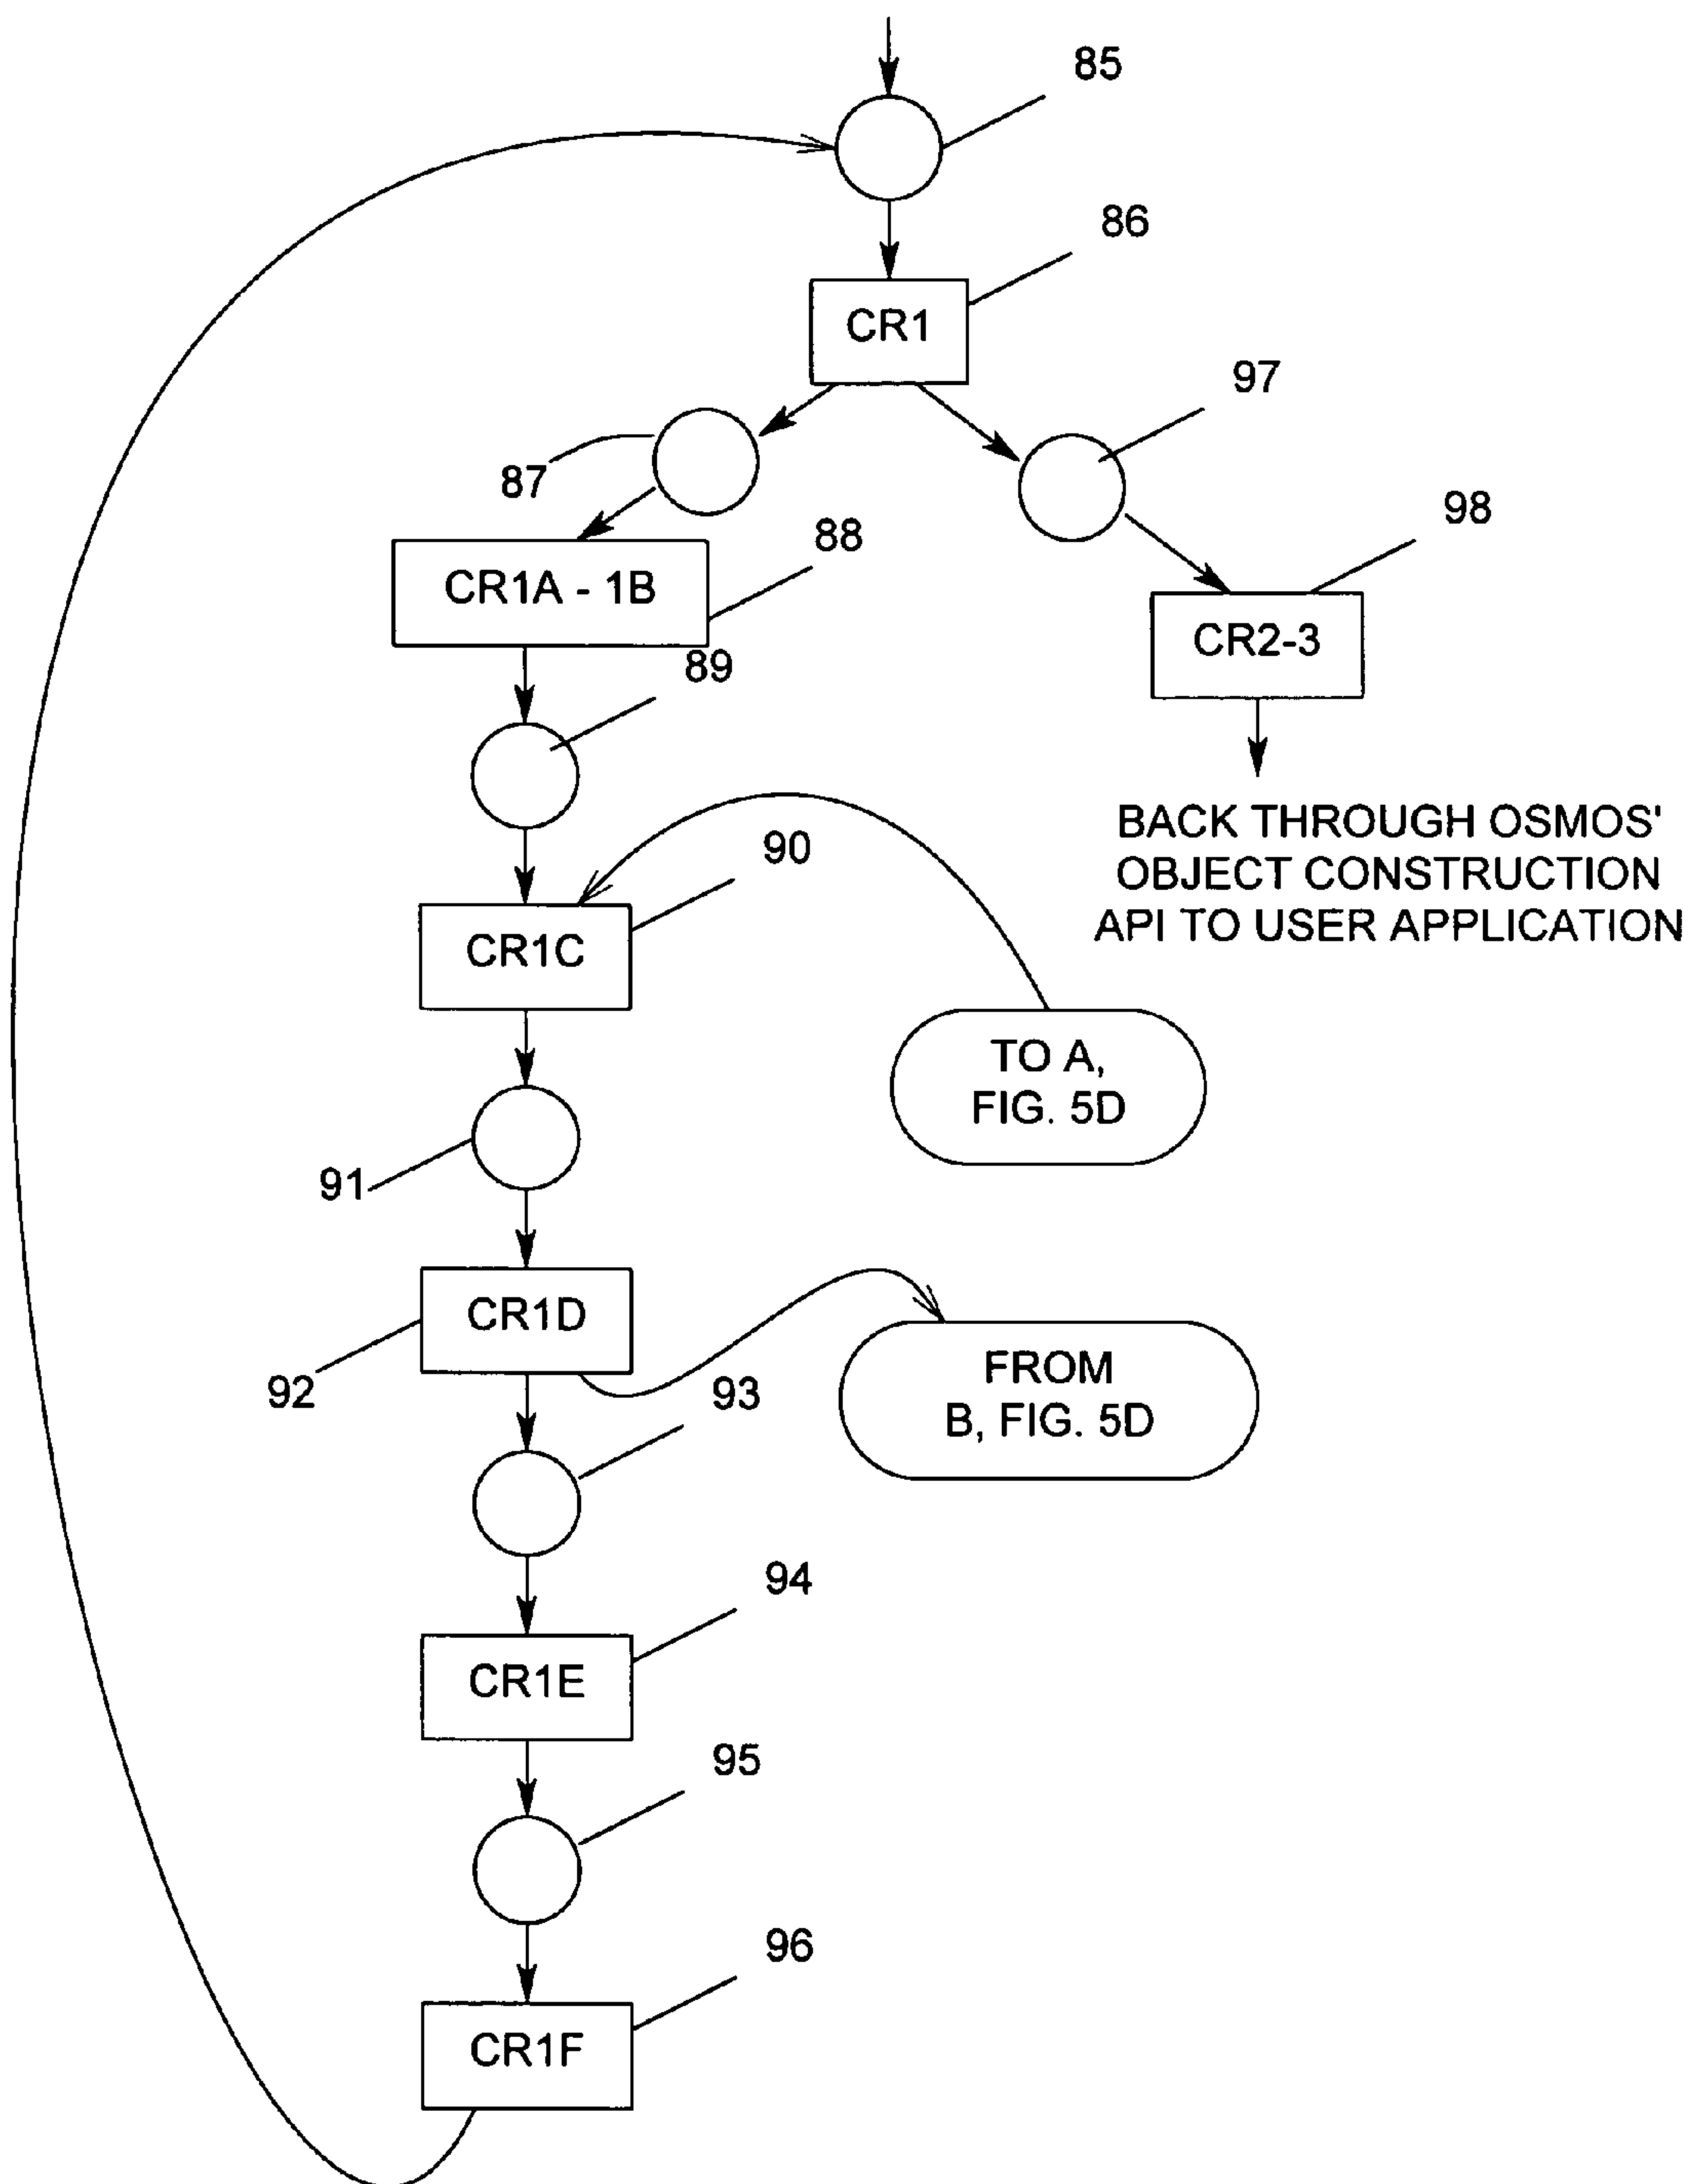 85
86
CR1
97
87
98
88
CR1A - 1B
CR2-3
89
BACK THROUGH OSMOS'
OBJECT CONSTRUCTION
API TO USER APPLICATION
90
CR1C
TO A,
FIG. 5D
91
CR1D
92
FROM
B, FIG. 5D
93
94
CR1E
95
96
CR1F